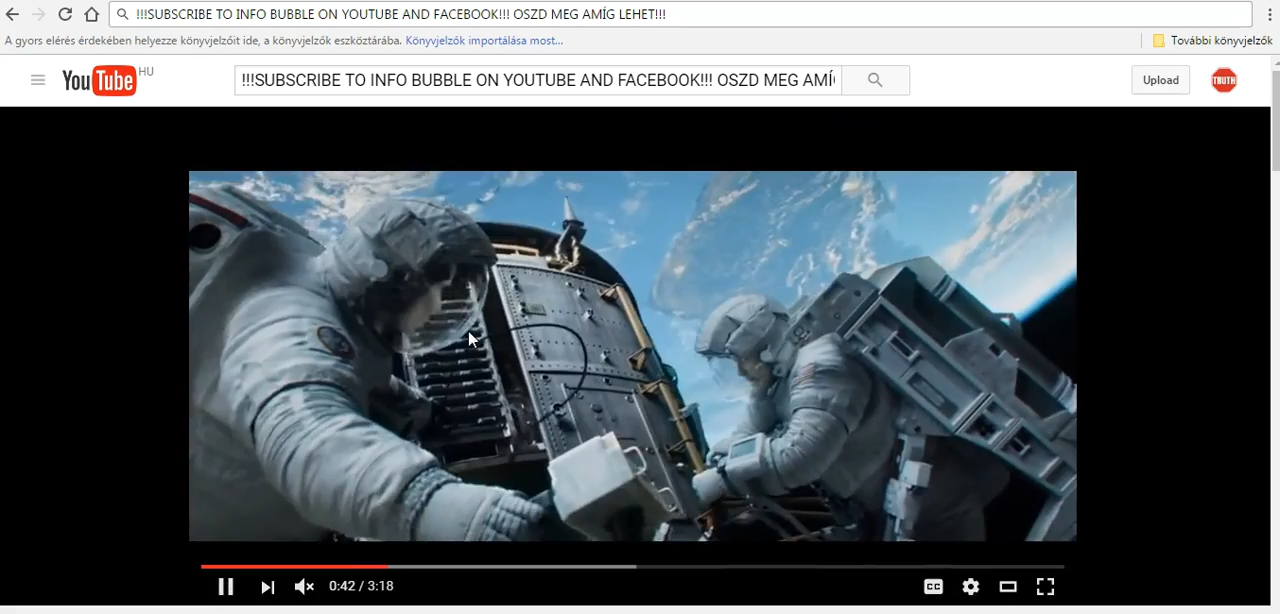 !!!SUBSCRIBE TO INFO BUBBLE ON YOUTUBE AND FACEBOOK!!! OSZD MEG AMÍG LEHET!!!
A gyors elérés érdekében helyezze könyvjelzőit ide, a könyvjelzők eszköztárába. Könyvjelzők importálása most... További könyvjelzők
YouTube HU !!!SUBSCRIBE TO INFO BUBBLE ON YOUTUBE AND FACEBOOK!!! OSZD MEG AMÍ Upload TRUTH
0:42 / 3:18 CC